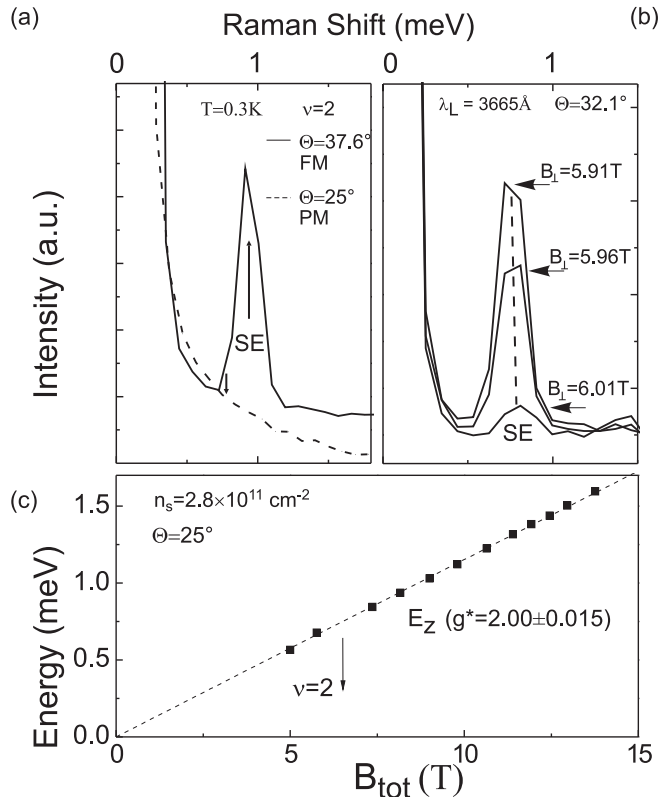 (a) Raman Shift (meV) (b)
0 1 0 1
T=0.3K ν=2
Θ=37.6°
FM
Θ=25°
PM
SE
Intensity (a.u.)
λL = 3665Å Θ=32.1°
B⊥=5.91T
B⊥=5.96T
B⊥=6.01T
SE
(c)
ns=2.8×10¹¹ cm⁻²
Θ=25°
EZ (g*=2.00±0.015)
ν=2
Energy (meV)
1.5
1.0
0.5
0.0
0 5 10 15
Btot (T)